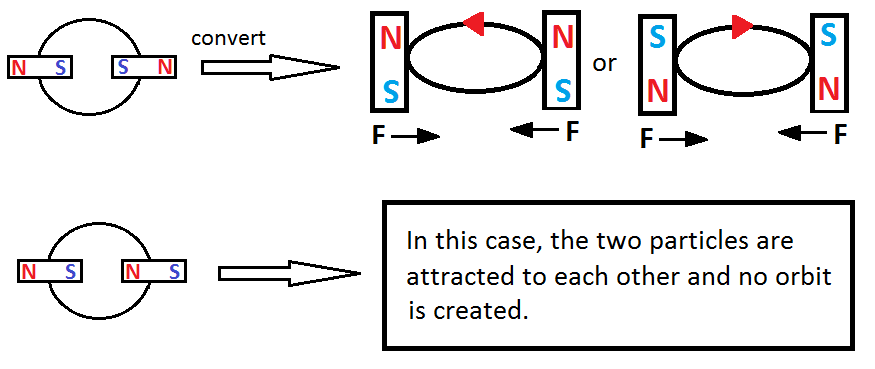 convert
N S S N
N N
S S
F F
or
S S
N N
F F
N S N S
In this case, the two particles are
attracted to each other and no orbit
is created.